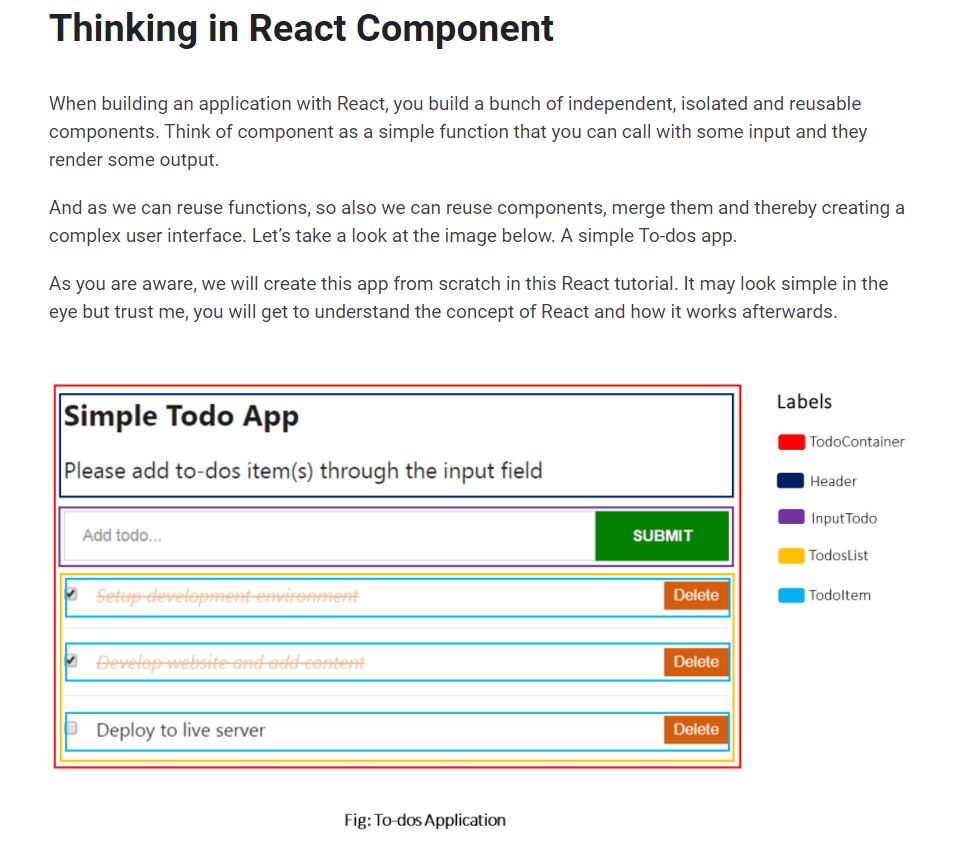 Thinking in React Component
When building an application with React, you build a bunch of independent, isolated and reusable
components. Think of component as a simple function that you can call with some input and they
render some output.
And as we can reuse functions, so also we can reuse components, merge them and thereby creating a
complex user interface. Let’s take a look at the image below. A simple To-dos app.
As you are aware, we will create this app from scratch in this React tutorial. It may look simple in the
eye but trust me, you will get to understand the concept of React and how it works afterwards.
Simple Todo App
Please add to-dos item(s) through the input field
Add todo...
SUBMIT
Setup development environment
Delete
Develop website and add content
Delete
Deploy to live server
Delete
Labels
TodoContainer
Header
InputTodo
TodosList
TodoItem
Fig: To-dos Application